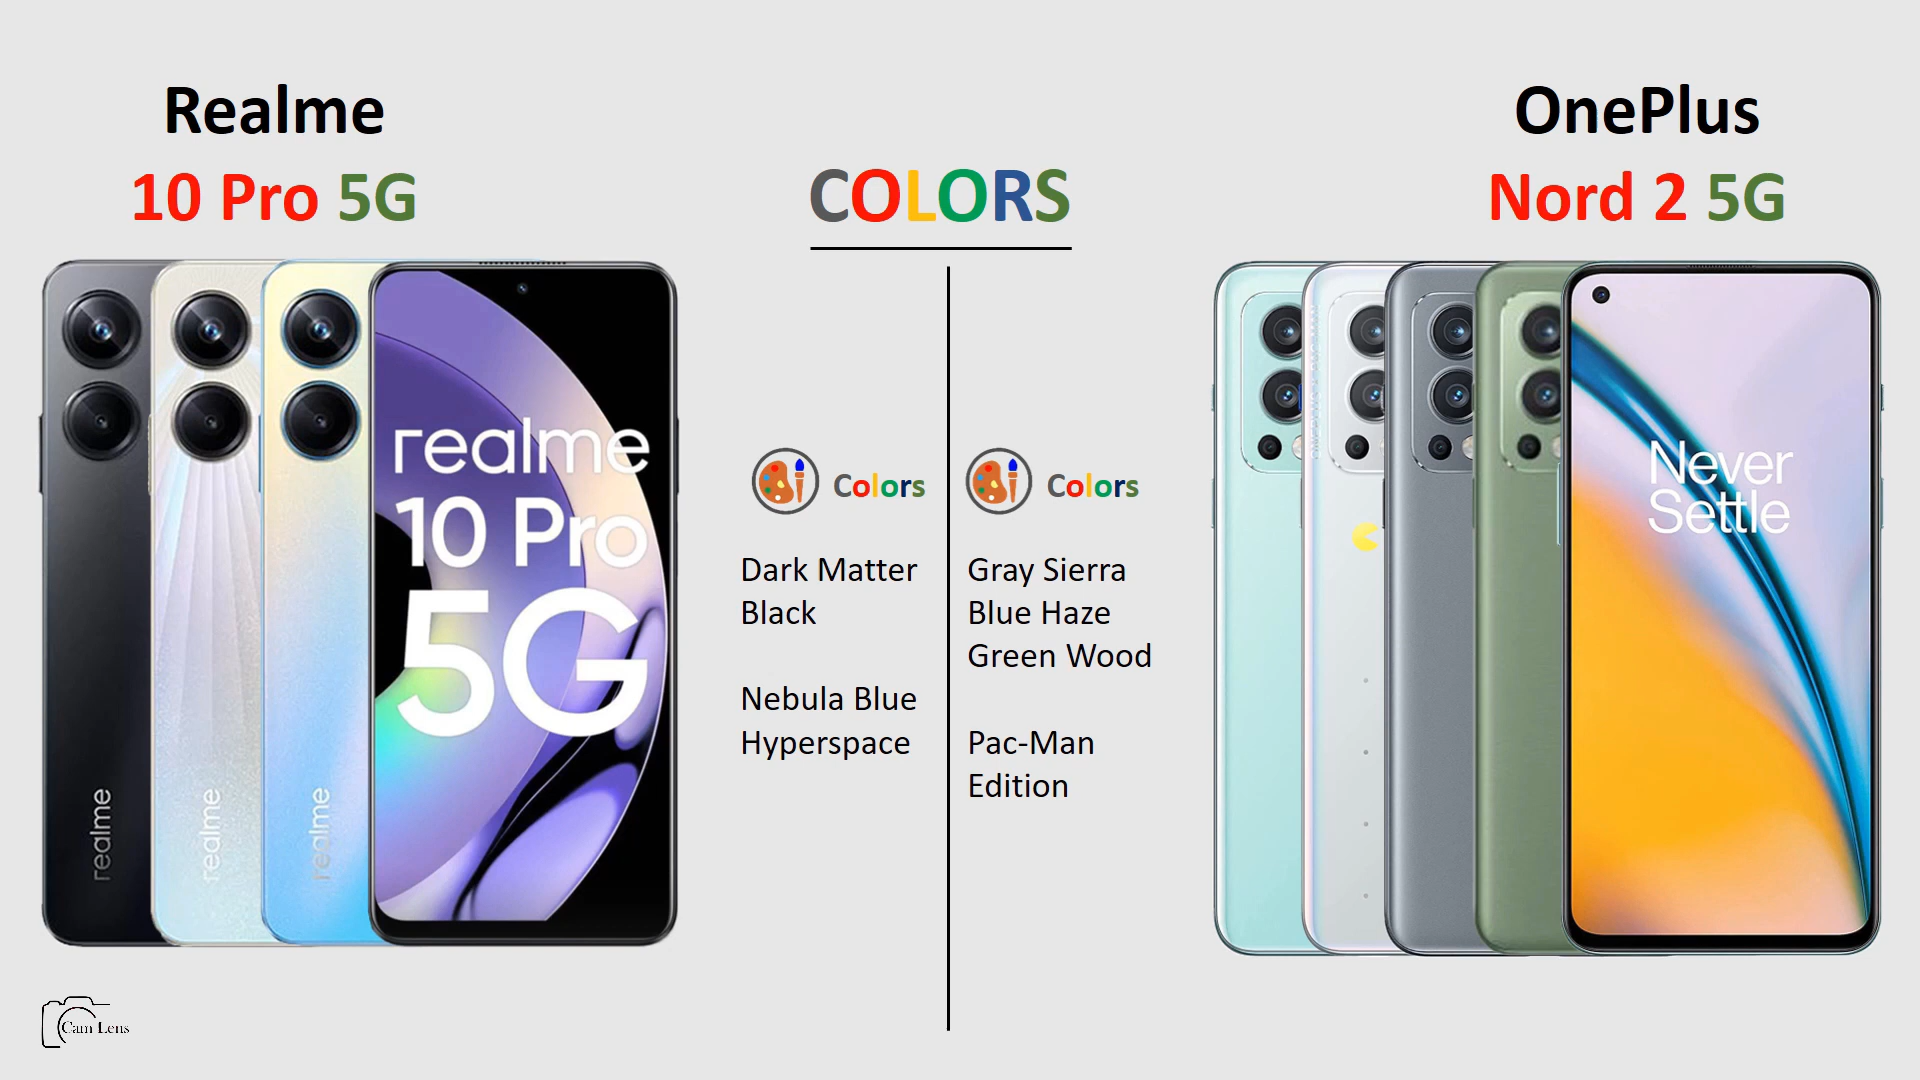 Realme
10 Pro 5G
COLORS
OnePlus
Nord 2 5G
realme
realme
realme
realme
10 Pro
5G
Colors
Dark Matter
Black
Nebula Blue
Hyperspace
Colors
Gray Sierra
Blue Haze
Green Wood
Pac-Man
Edition
Never
Settle
Cam Lens